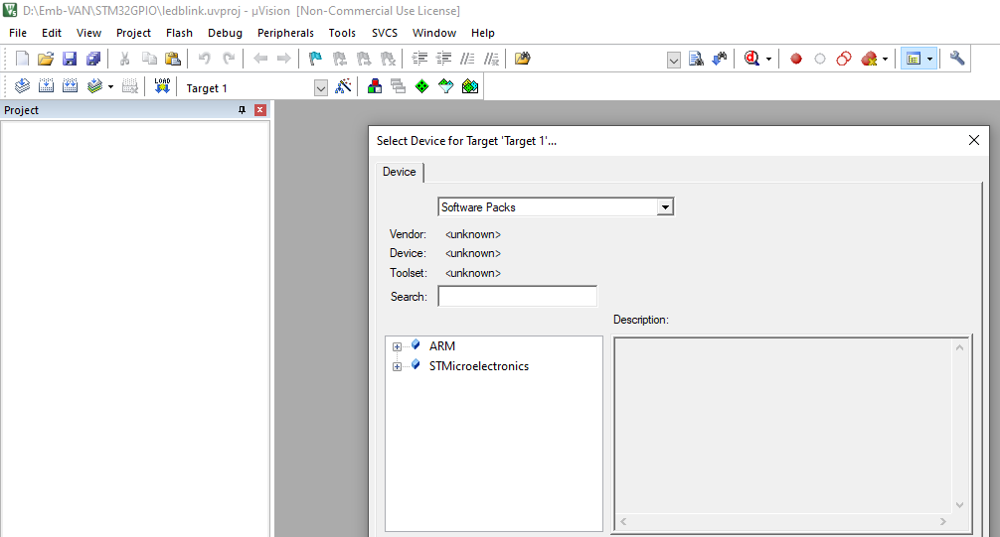 D:\Emb-VAN\STM32GPIO\ledblink.uvproj - µVision [Non-Commercial Use License]
File Edit View Project Flash Debug Peripherals Tools SVCS Window Help
LOAD Target 1
Project
Select Device for Target 'Target 1'...
Device
Software Packs
Vendor: <unknown>
Device: <unknown>
Toolset: <unknown>
Search:
Description:
ARM
STMicroelectronics